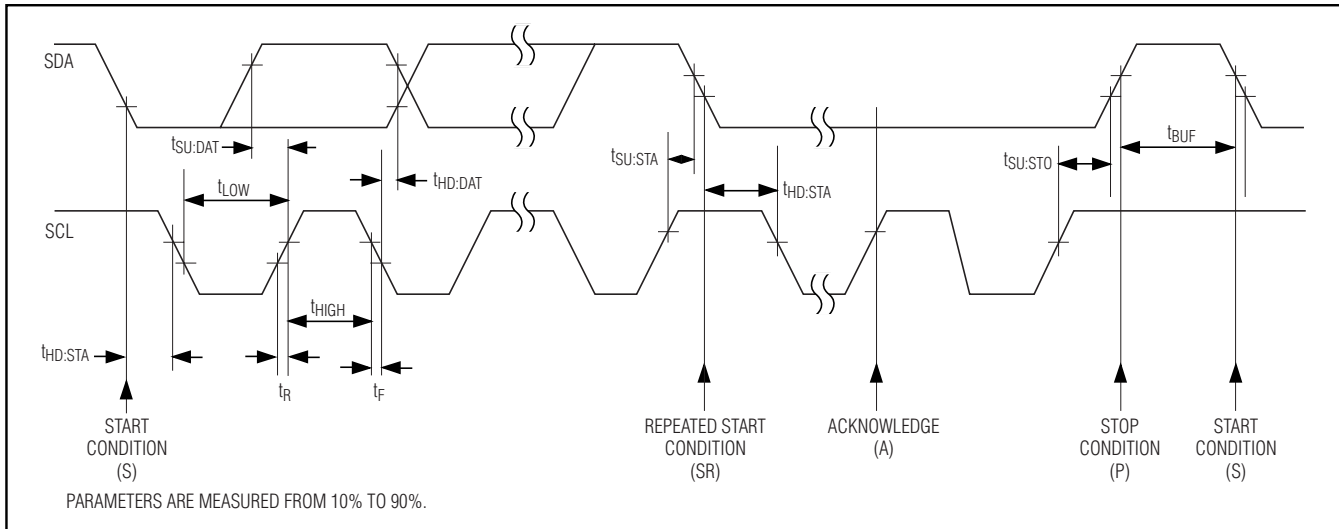 SDA
tSU:DAT
tLOW
tHD:DAT
tSU:STA
tHD:STA
tSU:STO
tBUF
SCL
tHIGH
tHD:STA
tR
tF
START
CONDITION
(S)
REPEATED START
CONDITION
(SR)
ACKNOWLEDGE
(A)
STOP
CONDITION
(P)
START
CONDITION
(S)
PARAMETERS ARE MEASURED FROM 10% TO 90%.